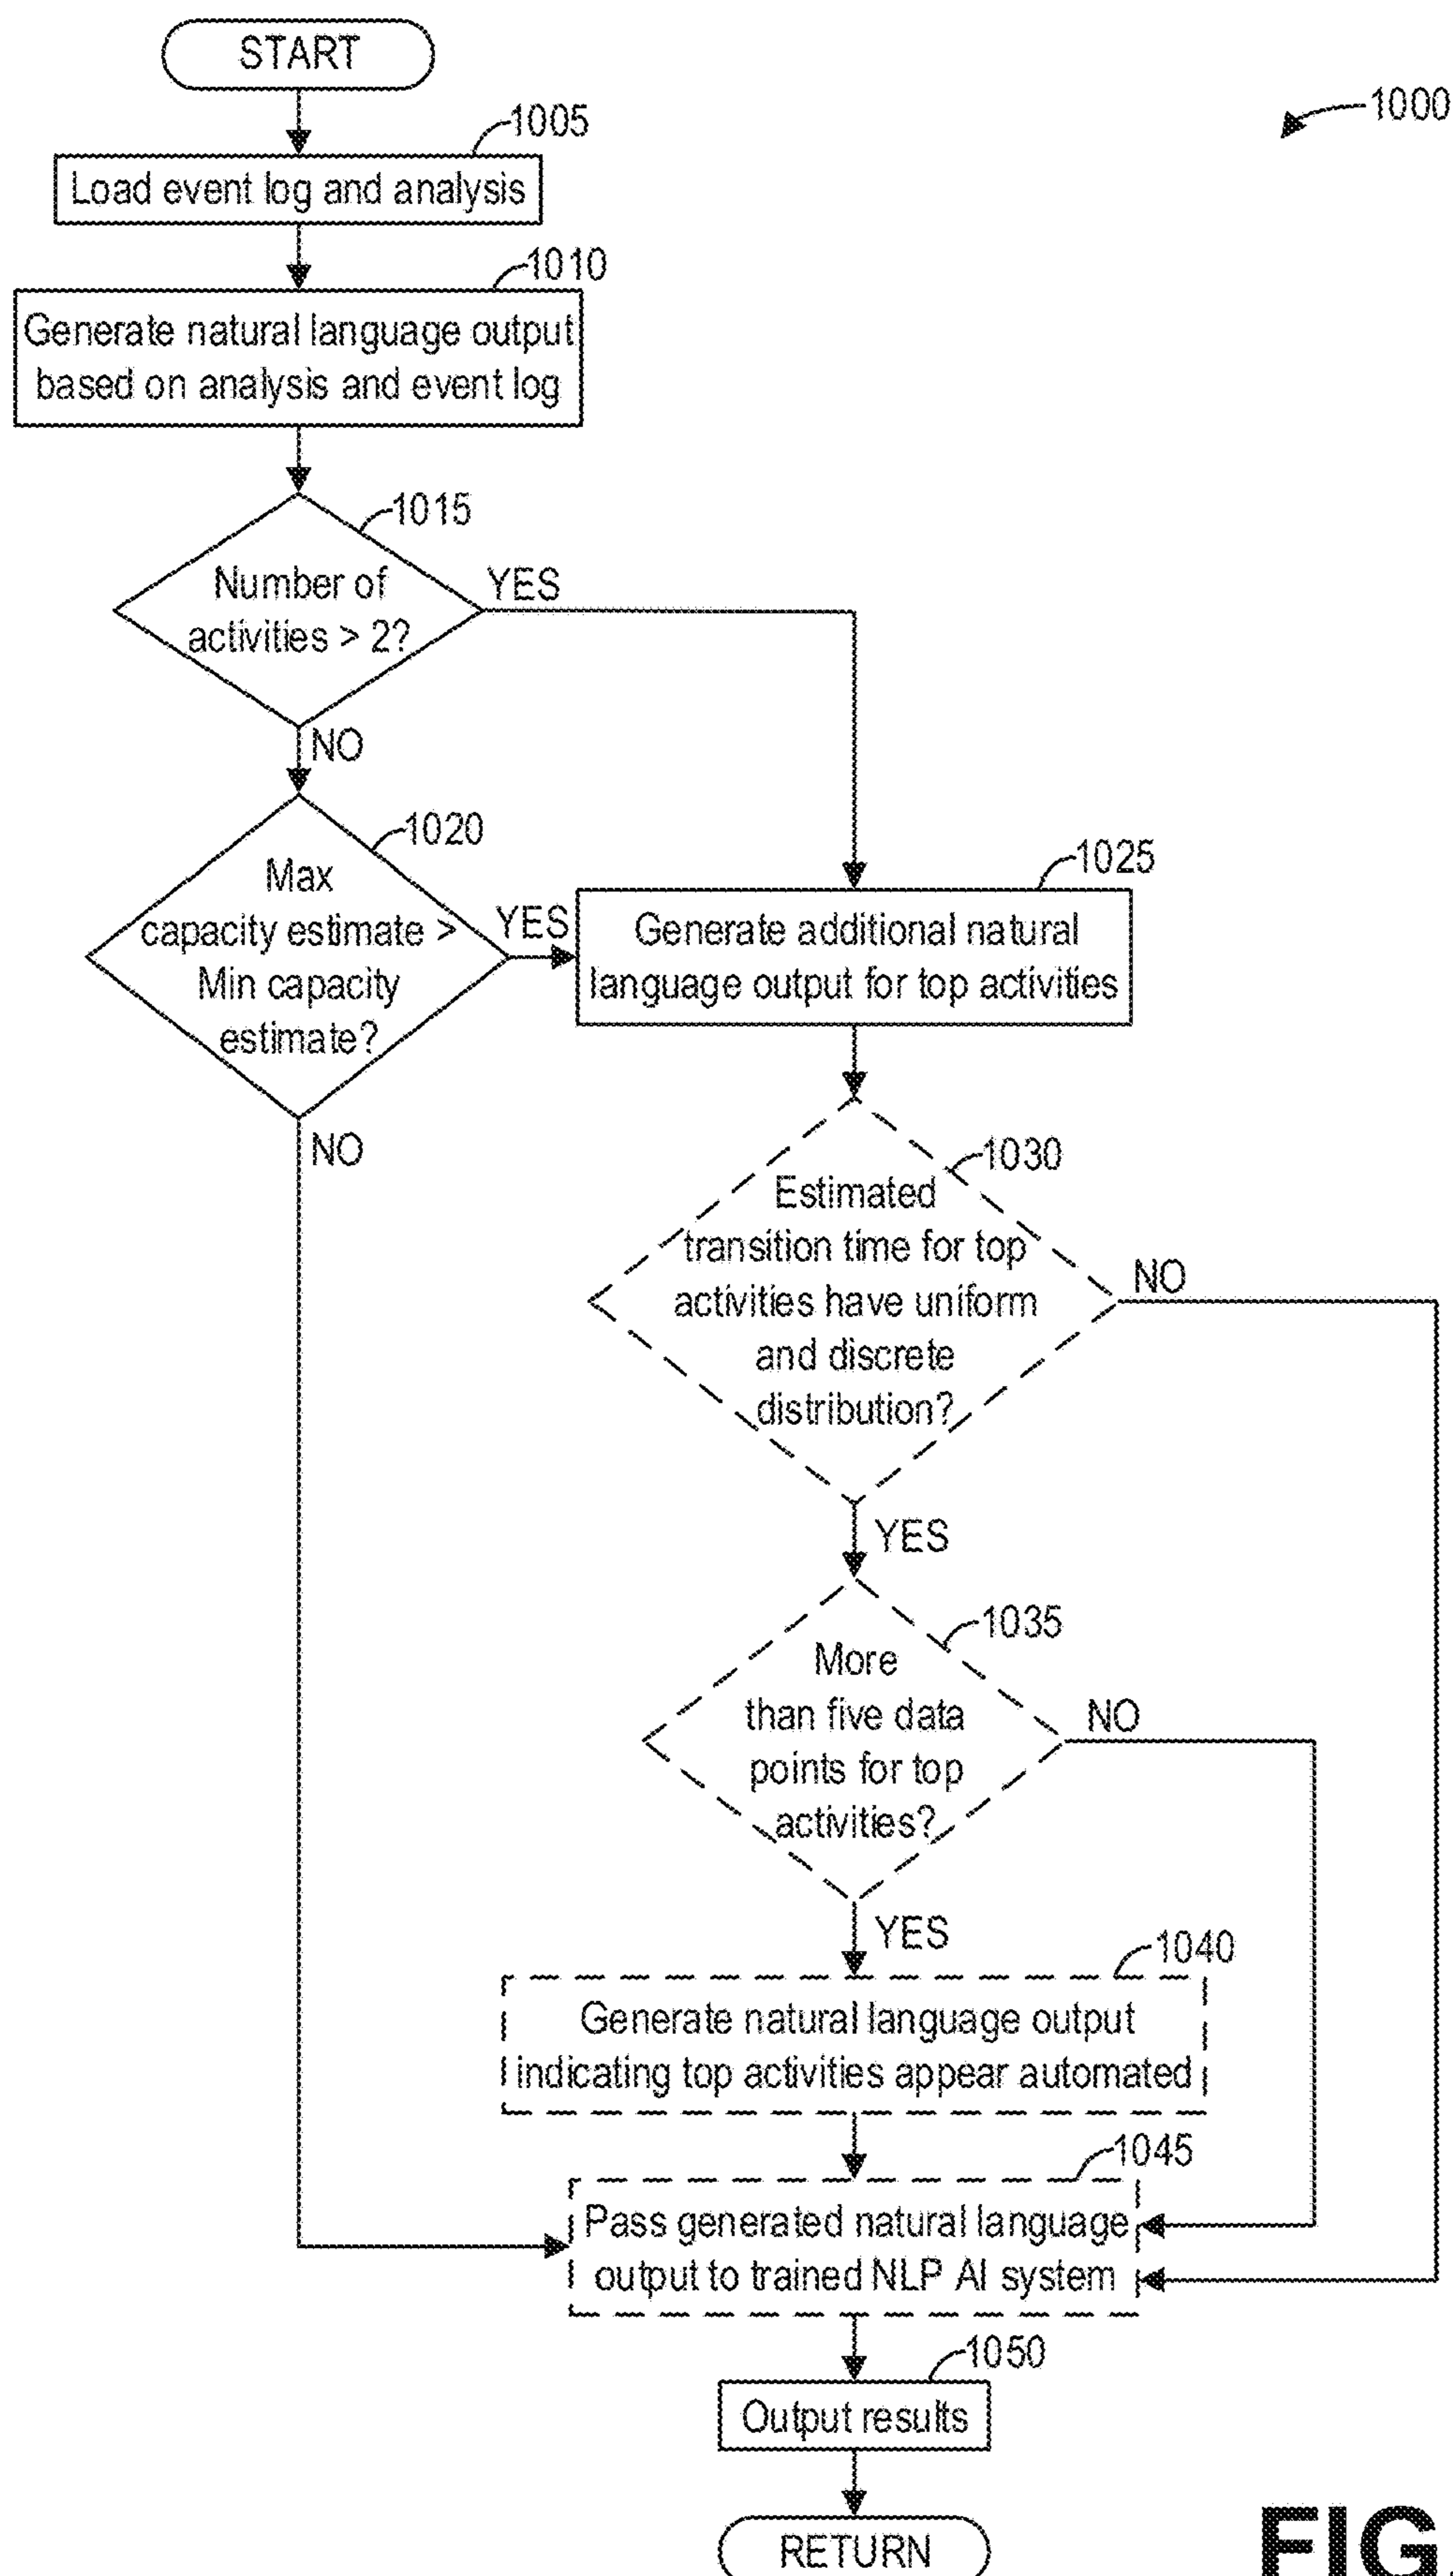 START
1000
1005
Load event log and analysis
1010
Generate natural language output
based on analysis and event log
1015
Number of
activities > 2?
YES
NO
1020
Max
capacity estimate >
Min capacity
estimate?
YES
NO
1025
Generate additional natural
language output for top activities
1030
Estimated
transition time for top
activities have uniform
and discrete
distribution?
NO
YES
1035
More
than five data
points for top
activities?
NO
YES
1040
Generate natural language output
indicating top activities appear automated
1045
Pass generated natural language
output to trained NLP AI system
1050
Output results
RETURN
FIG.